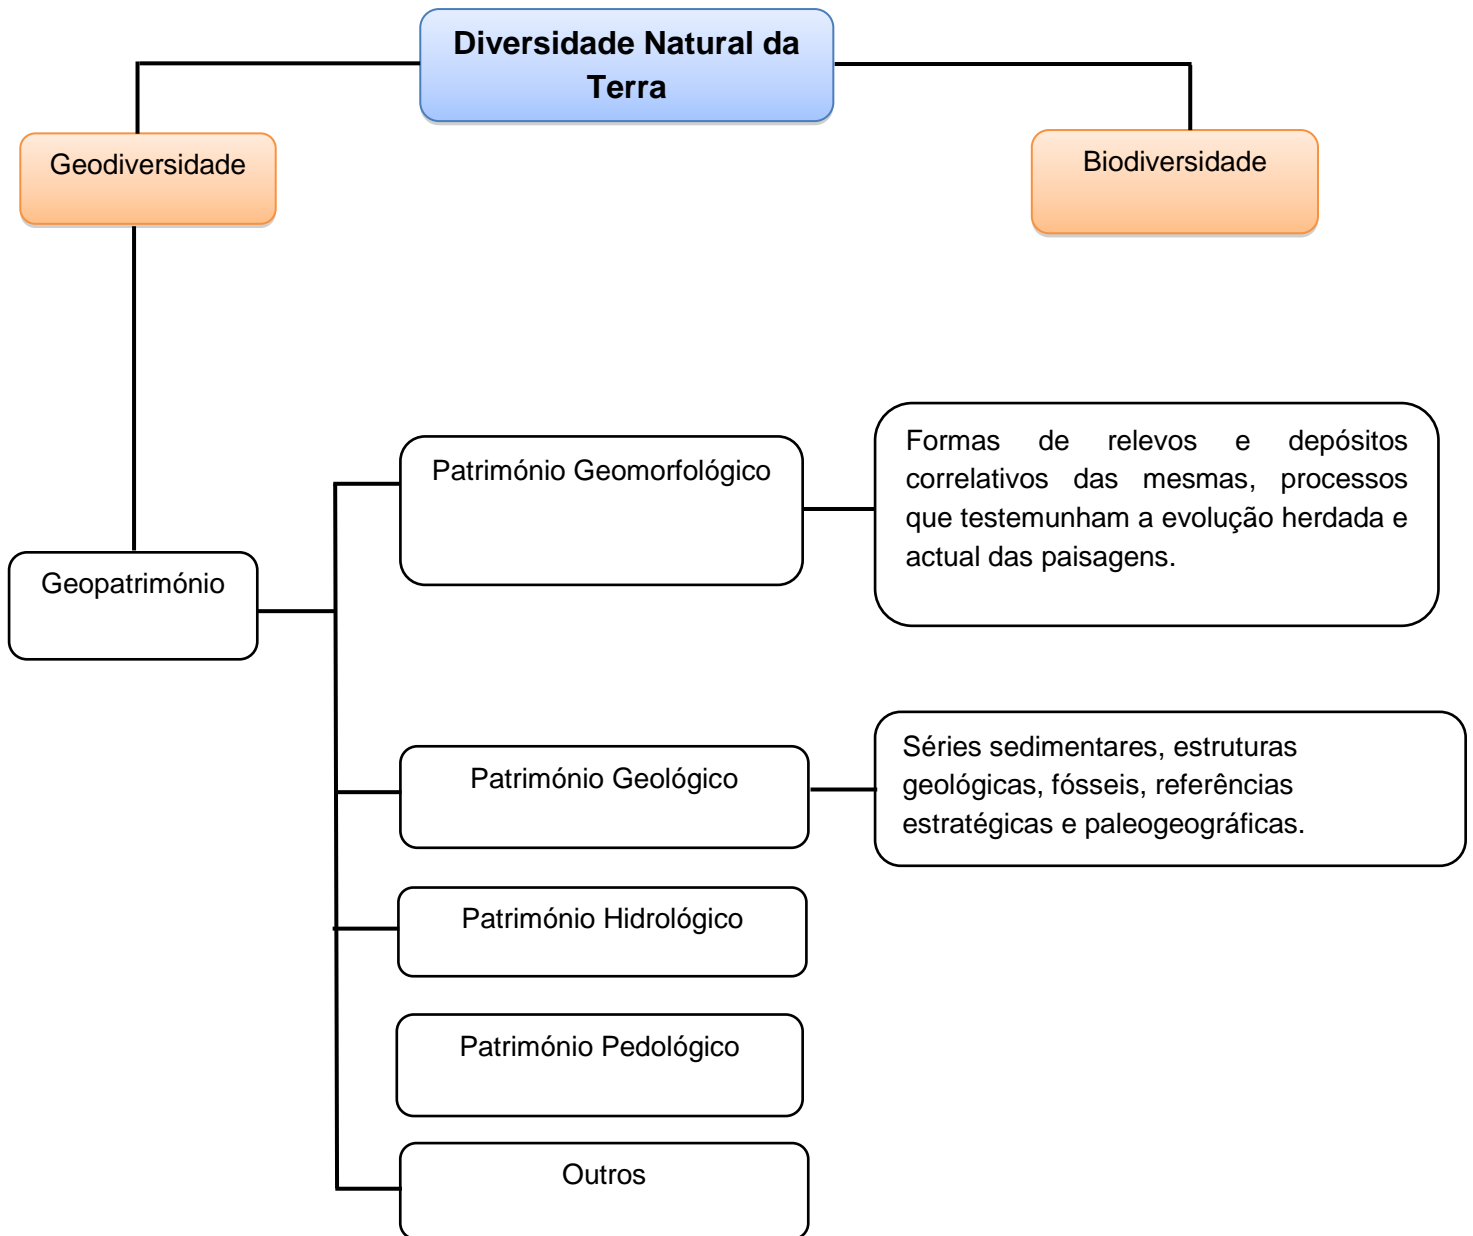 Diversidade Natural da
Terra
Geodiversidade
Biodiversidade
Património Geomorfológico
Formas de relevos e depósitos
correlativos das mesmas, processos
que testemunham a evolução herdada e
actual das paisagens.
Geopatrimónio
Património Geológico
Séries sedimentares, estruturas
geológicas, fósseis, referências
estratégicas e paleogeográficas.
Património Hidrológico
Património Pedológico
Outros